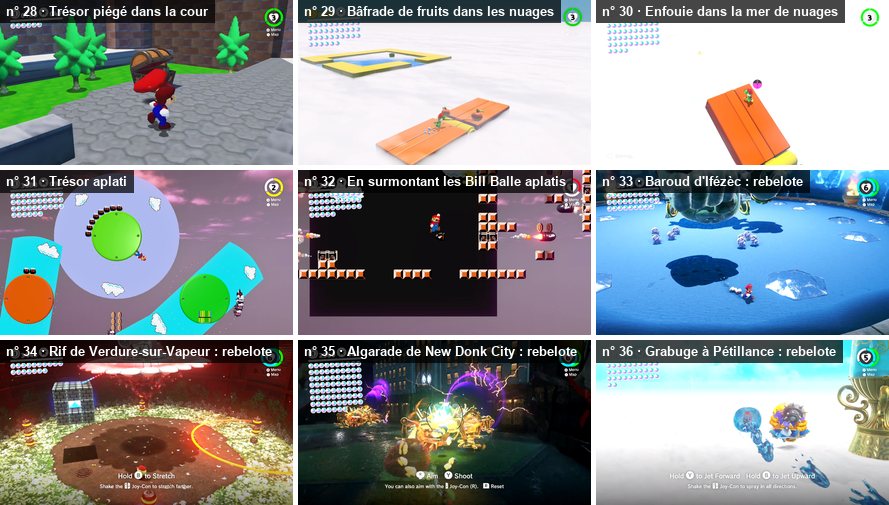 n° 28 · Trésor piégé dans la cour
n° 29 · Bâfrade de fruits dans les nuages
n° 30 · Enfouie dans la mer de nuages
n° 31 · Trésor aplati
n° 32 · En surmontant les Bill Balle aplatis
n° 33 · Baroud d'Ifézèc : rebelote
n° 34 · Rif de Verdure-sur-Vapeur : rebelote
n° 35 · Algarade de New Donk City : rebelote
n° 36 · Grabuge à Pétillance : rebelote
Hold Y to Jet Forward Hold B to Jet Upward
Hold B to Stretch
Y Aim Y Shoot
Shake the Joy-Con to stretch farther.
You can also aim with the Joy-Con (R). Reset
Shake the Joy-Con to spray in all directions.